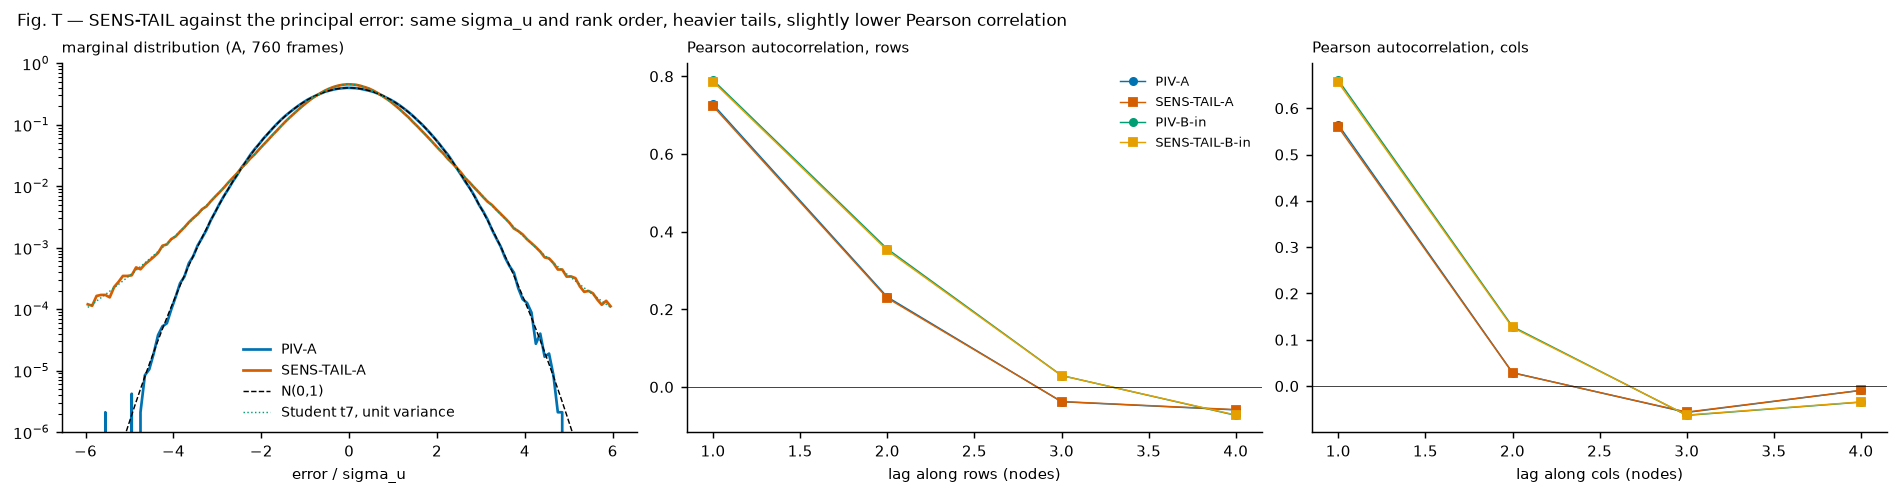 Fig. T — SENS-TAIL against the principal error: same sigma_u and rank order, heavier tails, slightly lower Pearson correlation
marginal distribution (A, 760 frames)
10^0
10^-1
10^-2
10^-3
10^-4
10^-5
10^-6
−6 −4 −2 0 2 4 6
error / sigma_u
PIV-A
SENS-TAIL-A
N(0,1)
Student t7, unit variance
Pearson autocorrelation, rows
0.8
0.6
0.4
0.2
0.0
1.0 1.5 2.0 2.5 3.0 3.5 4.0
lag along rows (nodes)
PIV-A
SENS-TAIL-A
PIV-B-in
SENS-TAIL-B-in
Pearson autocorrelation, cols
0.6
0.5
0.4
0.3
0.2
0.1
0.0
1.0 1.5 2.0 2.5 3.0 3.5 4.0
lag along cols (nodes)